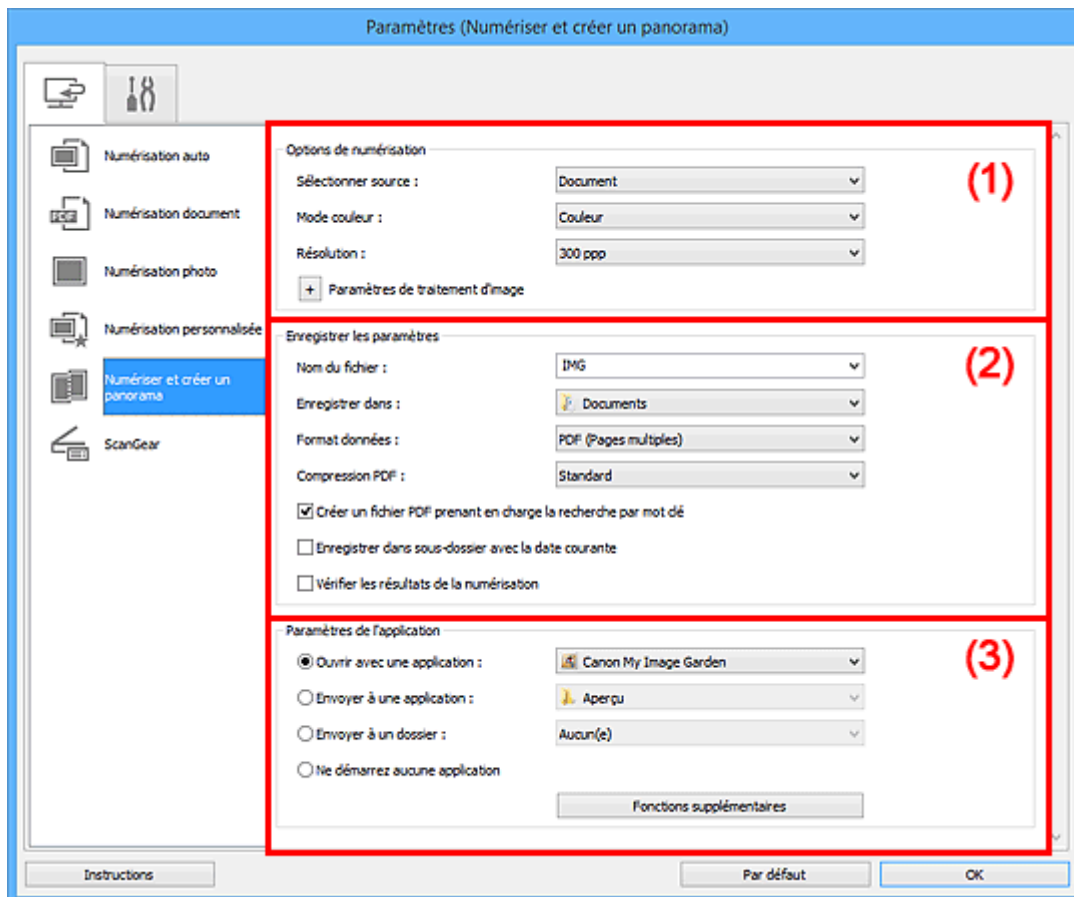 Paramètres (Numériser et créer un panorama)
Numérisation auto
Numérisation document
Numérisation photo
Numérisation personnalisée
Numériser et créer un
panorama
ScanGear
(1)
Options de numérisation
Sélectionner source : Document
Mode couleur : Couleur
Résolution : 300 ppp
+ Paramètres de traitement d'image
(2)
Enregistrer les paramètres
Nom du fichier : IMG
Enregistrer dans : Documents
Format données : PDF (Pages multiples)
Compression PDF : Standard
Créer un fichier PDF prenant en charge la recherche par mot clé
Enregistrer dans sous-dossier avec la date courante
Vérifier les résultats de la numérisation
(3)
Paramètres de l'application
Ouvrir avec une application : Canon My Image Garden
Envoyer à une application : Aperçu
Envoyer à un dossier : Aucun(e)
Ne démarrez aucune application
Fonctions supplémentaires
Instructions
Par défaut
OK